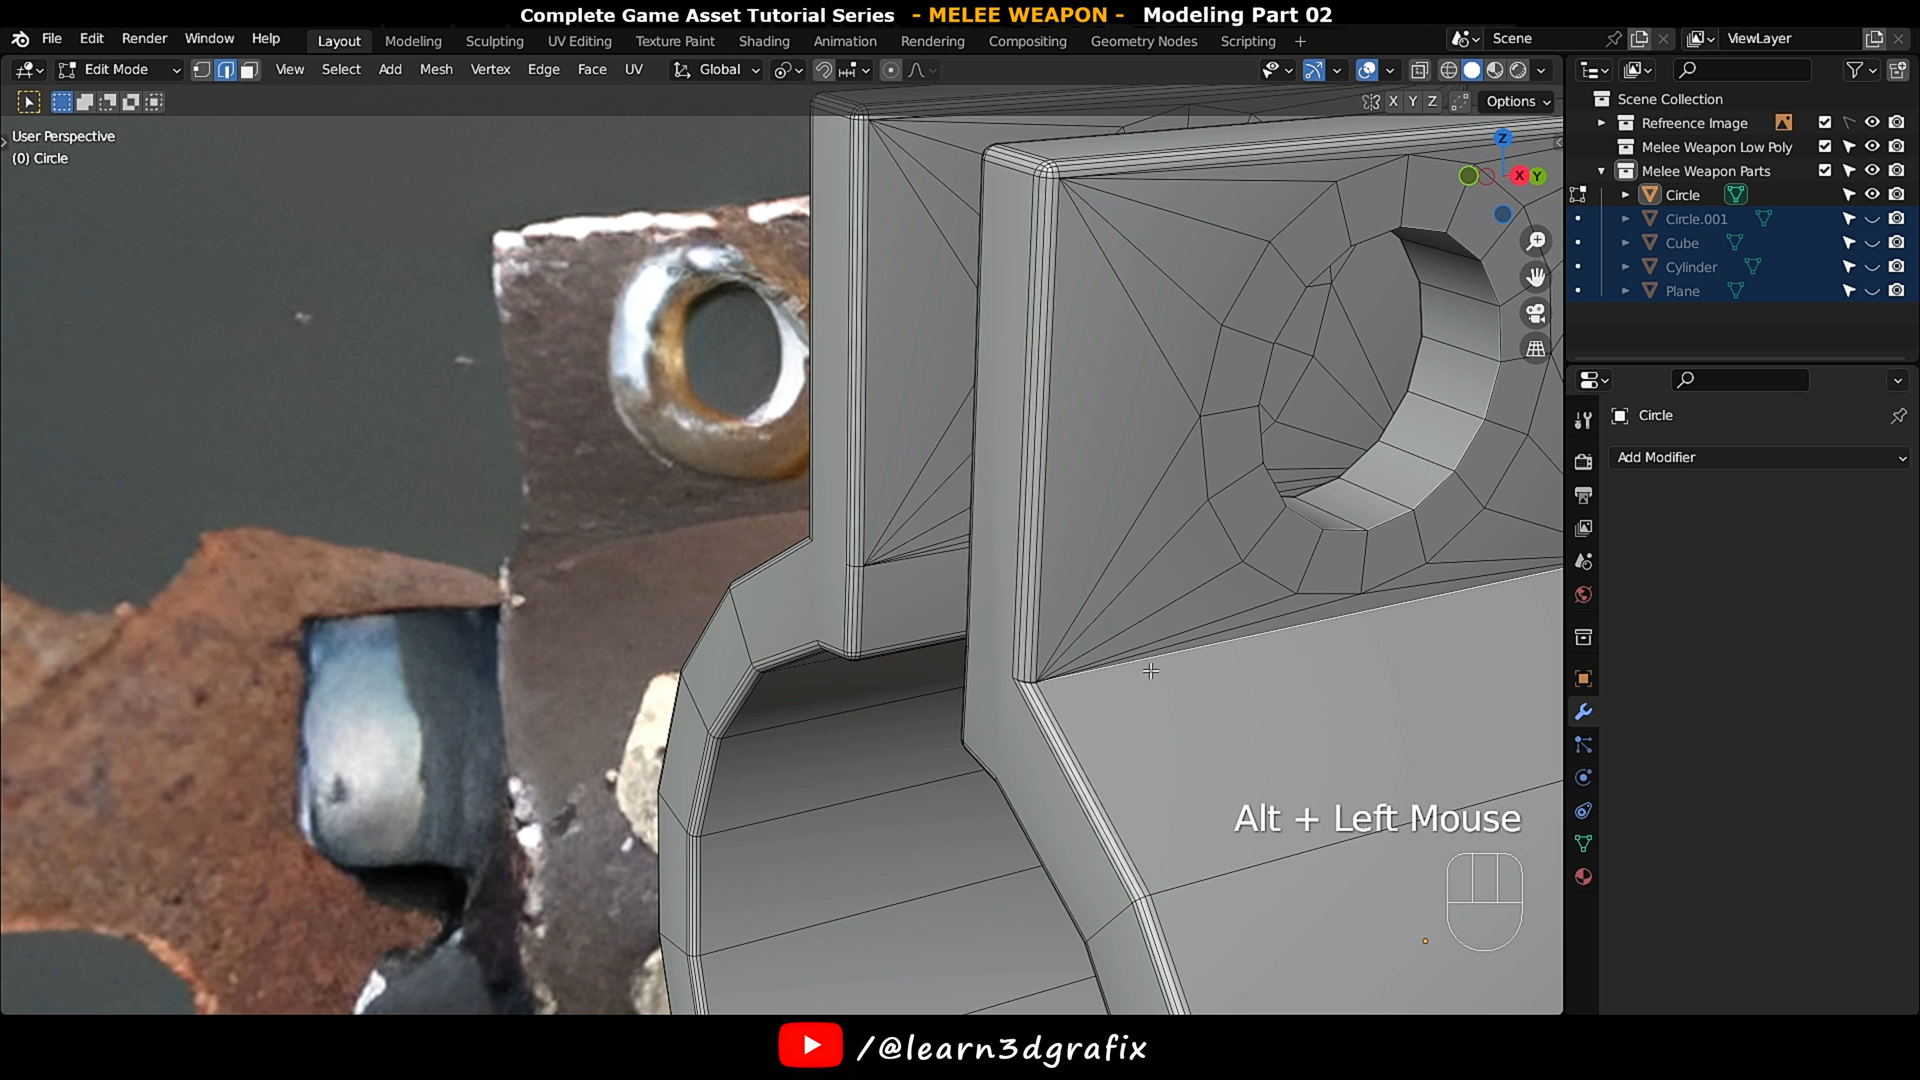 Complete Game Asset Tutorial Series - MELEE WEAPON - Modeling Part 02
File Edit Render Window Help Layout Modeling Sculpting UV Editing Texture Paint Shading Animation Rendering Compositing Geometry Nodes Scripting + Scene ViewLayer
Edit Mode View Select Add Mesh Vertex Edge Face UV Global
X Y Z Options
User Perspective
(0) Circle
Scene Collection
Refreence Image
Melee Weapon Low Poly
Melee Weapon Parts
Circle
Circle.001
Cube
Cylinder
Plane
Z
X Y
Circle
Add Modifier
Alt + Left Mouse
/@learn3dgrafix